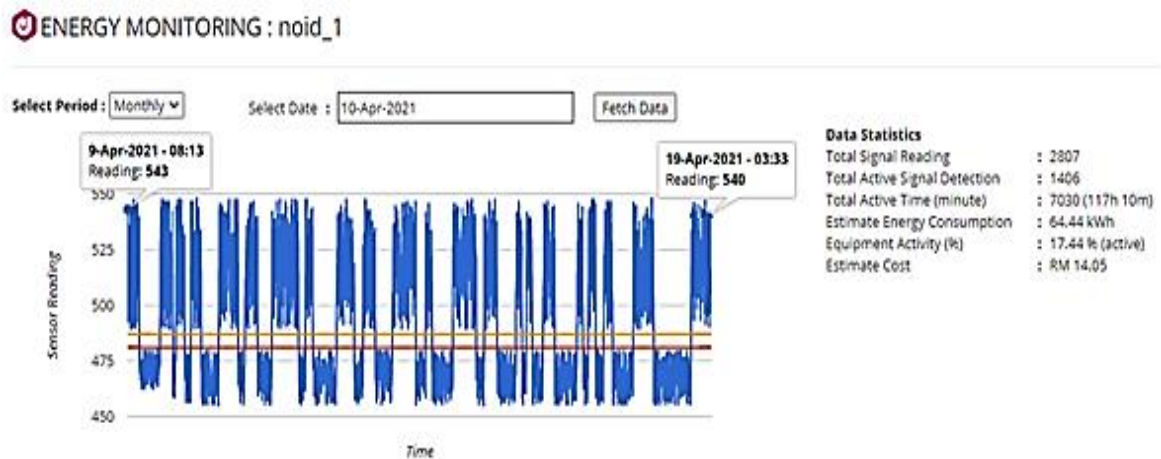 ENERGY MONITORING : noid_1
Select Period : Monthly
Select Date : 10-Apr-2021
Fetch Data
9-Apr-2021 - 08:13
Reading: 543
19-Apr-2021 - 03:33
Reading: 540
550
525
500
475
450
Sensor Reading
Time
Data Statistics
Total Signal Reading : 2807
Total Active Signal Detection : 1406
Total Active Time (minute) : 7030 (117h 10m)
Estimate Energy Consumption : 64.44 kWh
Equipment Activity (%) : 17.44 % (active)
Estimate Cost : RM 14.05